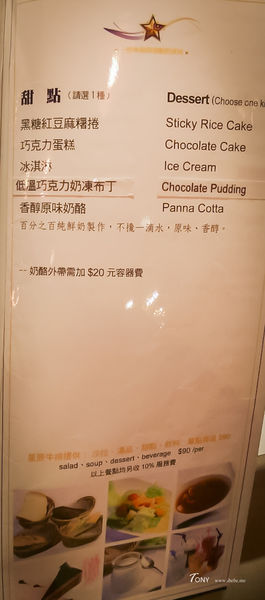 甜 點 (請選1種) Dessert (Choose one
黑糖紅豆麻糬捲 Sticky Rice Cake
巧克力蛋糕 Chocolate Cake
冰淇淋 Ice Cream
低溫巧克力奶凍布丁 Chocolate Pudding
香醇原味奶酪 Panna Cotta
百分之百純鮮奶製作，不攙一滴水，原味、香醇。
-- 奶酪外帶需加 $20 元容器費
salad、soup、dessert、beverage $90 /per
以上餐點均另收 10% 服務費
TONY www.tbebe.me